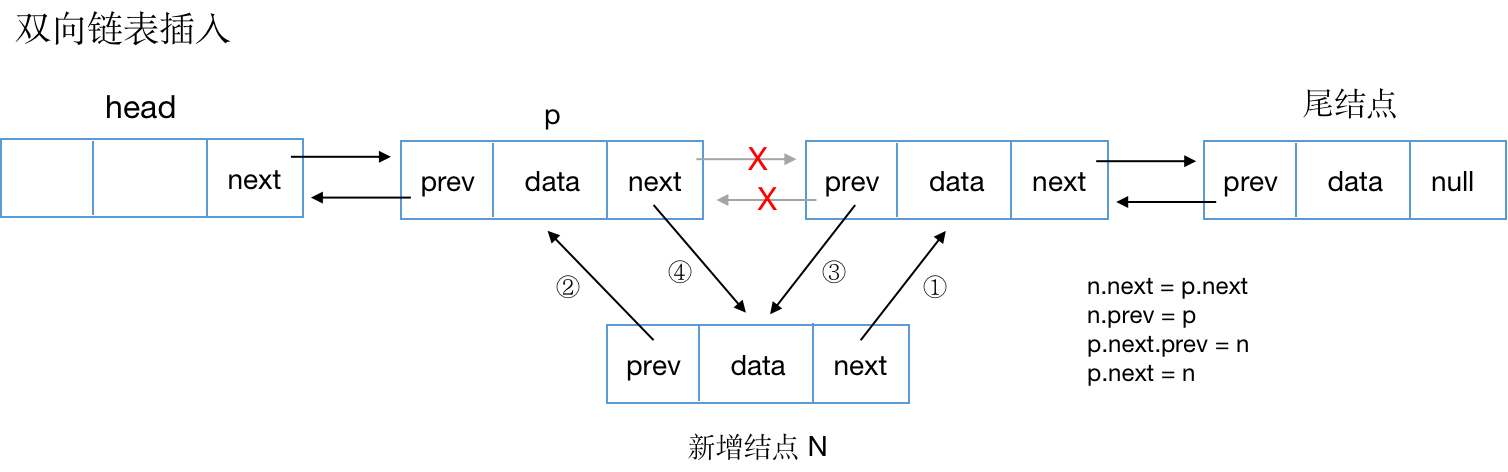 双向链表插入
head
p
尾结点
next
prev data next
X
X
prev data next
prev data null
② ④ ③ ①
n.next = p.next
n.prev = p
p.next.prev = n
p.next = n
prev data next
新增结点 N